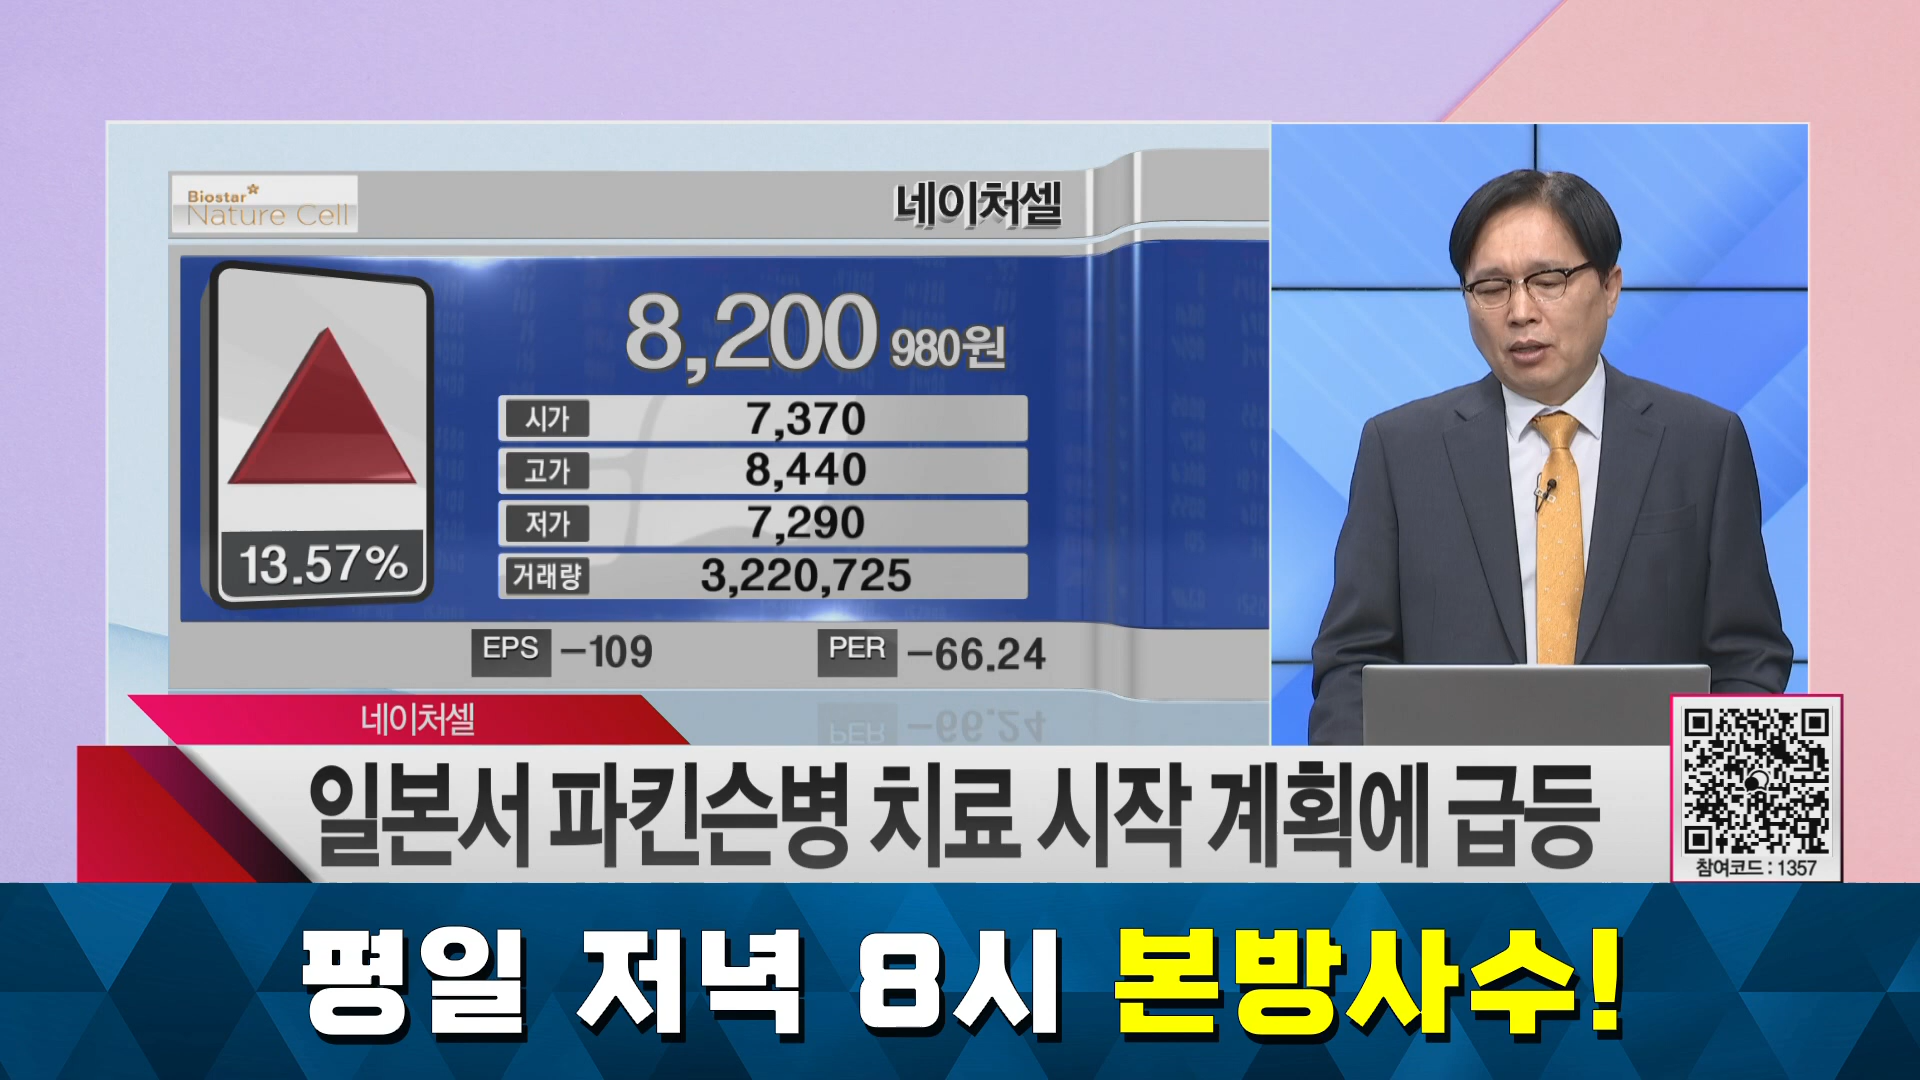 Biostar
Nature Cell
네이처셀
8,200 980원
13.57%
시가 7,370
고가 8,440
저가 7,290
거래량 3,220,725
EPS -109
PER -66.24
네이처셀
일본서 파킨슨병 치료 시작 계획에 급등
참여코드 : 1357
평일 저녁 8시 본방사수!